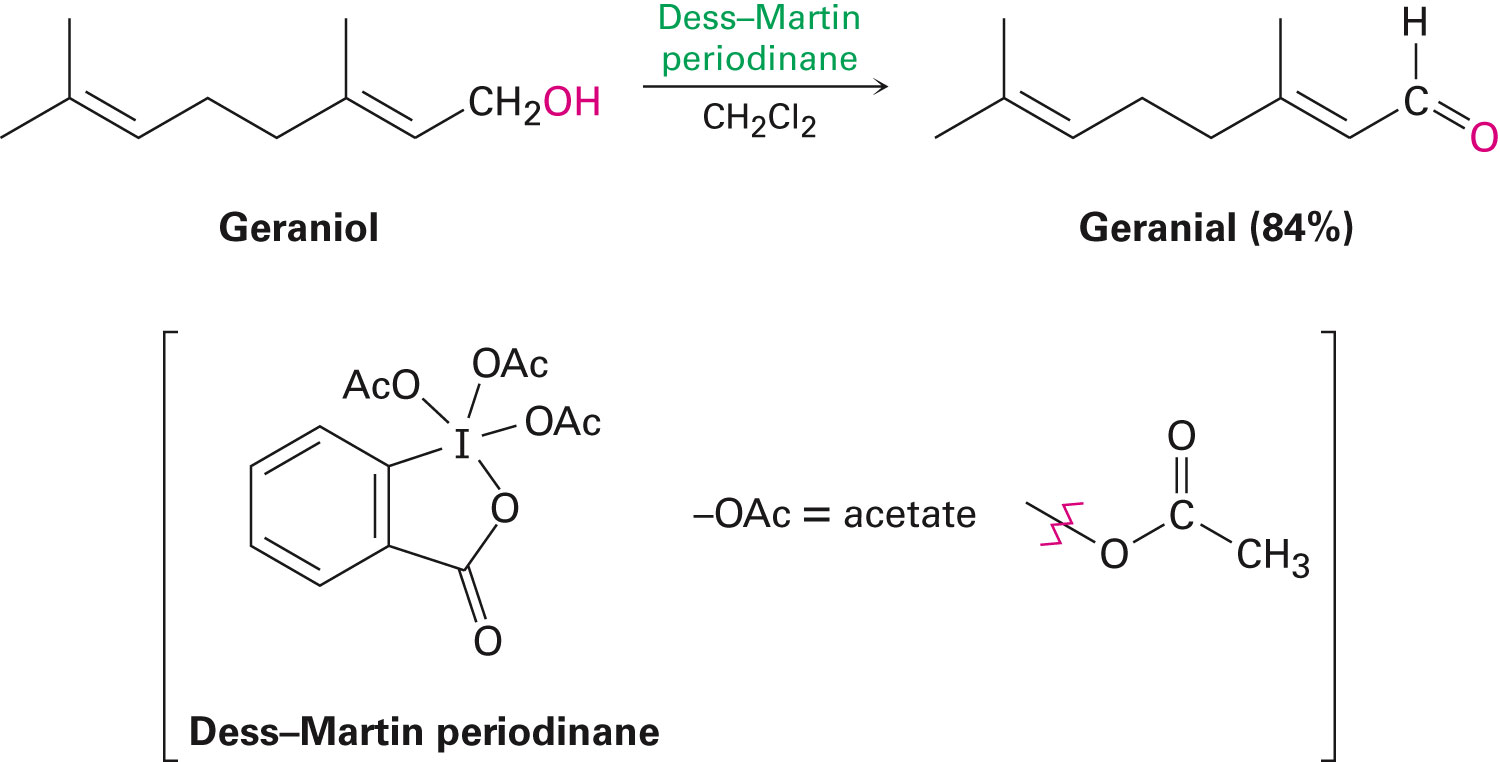 Dess–Martin
periodinane
CH₂OH
CH₂Cl₂
H
C
O
Geraniol
Geranial (84%)
OAc
AcO
OAc
I
O
O
–OAc = acetate
O
C
O
CH₃
Dess–Martin periodinane